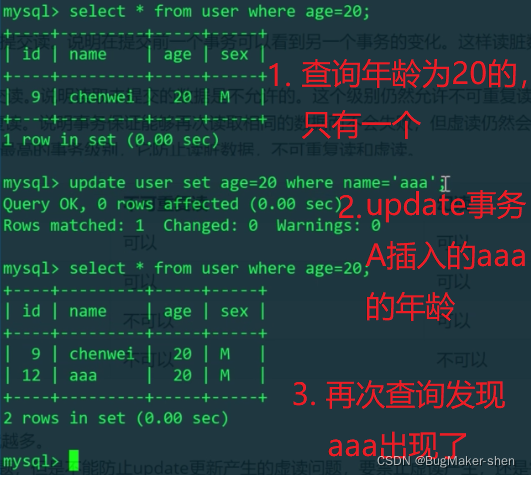 mysql> select * from user where age=20;
+----+---------+-----+-----+
| id | name | age | sex |
+----+---------+-----+-----+
| 9 | chenwei | 20 | M |
+----+---------+-----+-----+
1 row in set (0.00 sec)
1. 查询年龄为20的,
只有一个
mysql> update user set age=20 where name='aaa';
Query OK, 0 rows affected (0.00 sec)
Rows matched: 1 Changed: 0 Warnings: 0
2. update事务
A插入的aaa
的年龄
mysql> select * from user where age=20;
+----+---------+-----+-----+
| id | name | age | sex |
+----+---------+-----+-----+
| 9 | chenwei | 20 | M |
| 12 | aaa | 20 | M |
+----+---------+-----+-----+
2 rows in set (0.00 sec)
3. 再次查询发现
aaa出现了
mysql>
CSDN @BugMaker-shen